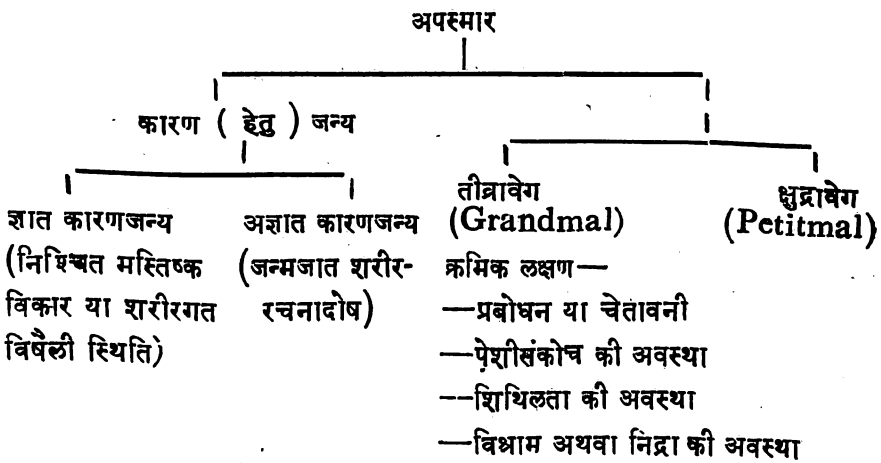 अपस्मार
कारण ( हेतु ) जन्य
तीव्रावेग
(Grandmal)
क्षुद्रावेग
(Petitmal)
ज्ञात कारणजन्य
(निश्चित मस्तिष्क
विकार या शरीरगत
विषैली स्थिति)
अज्ञात कारणजन्य
(जन्मजात शरीर-
रचनादोष)
क्रमिक लक्षण—
—प्रबोधन या चेतावनी
—पेशीसंकोच की अवस्था
—शिथिलता की अवस्था
—विश्राम अथवा निद्रा की अवस्था